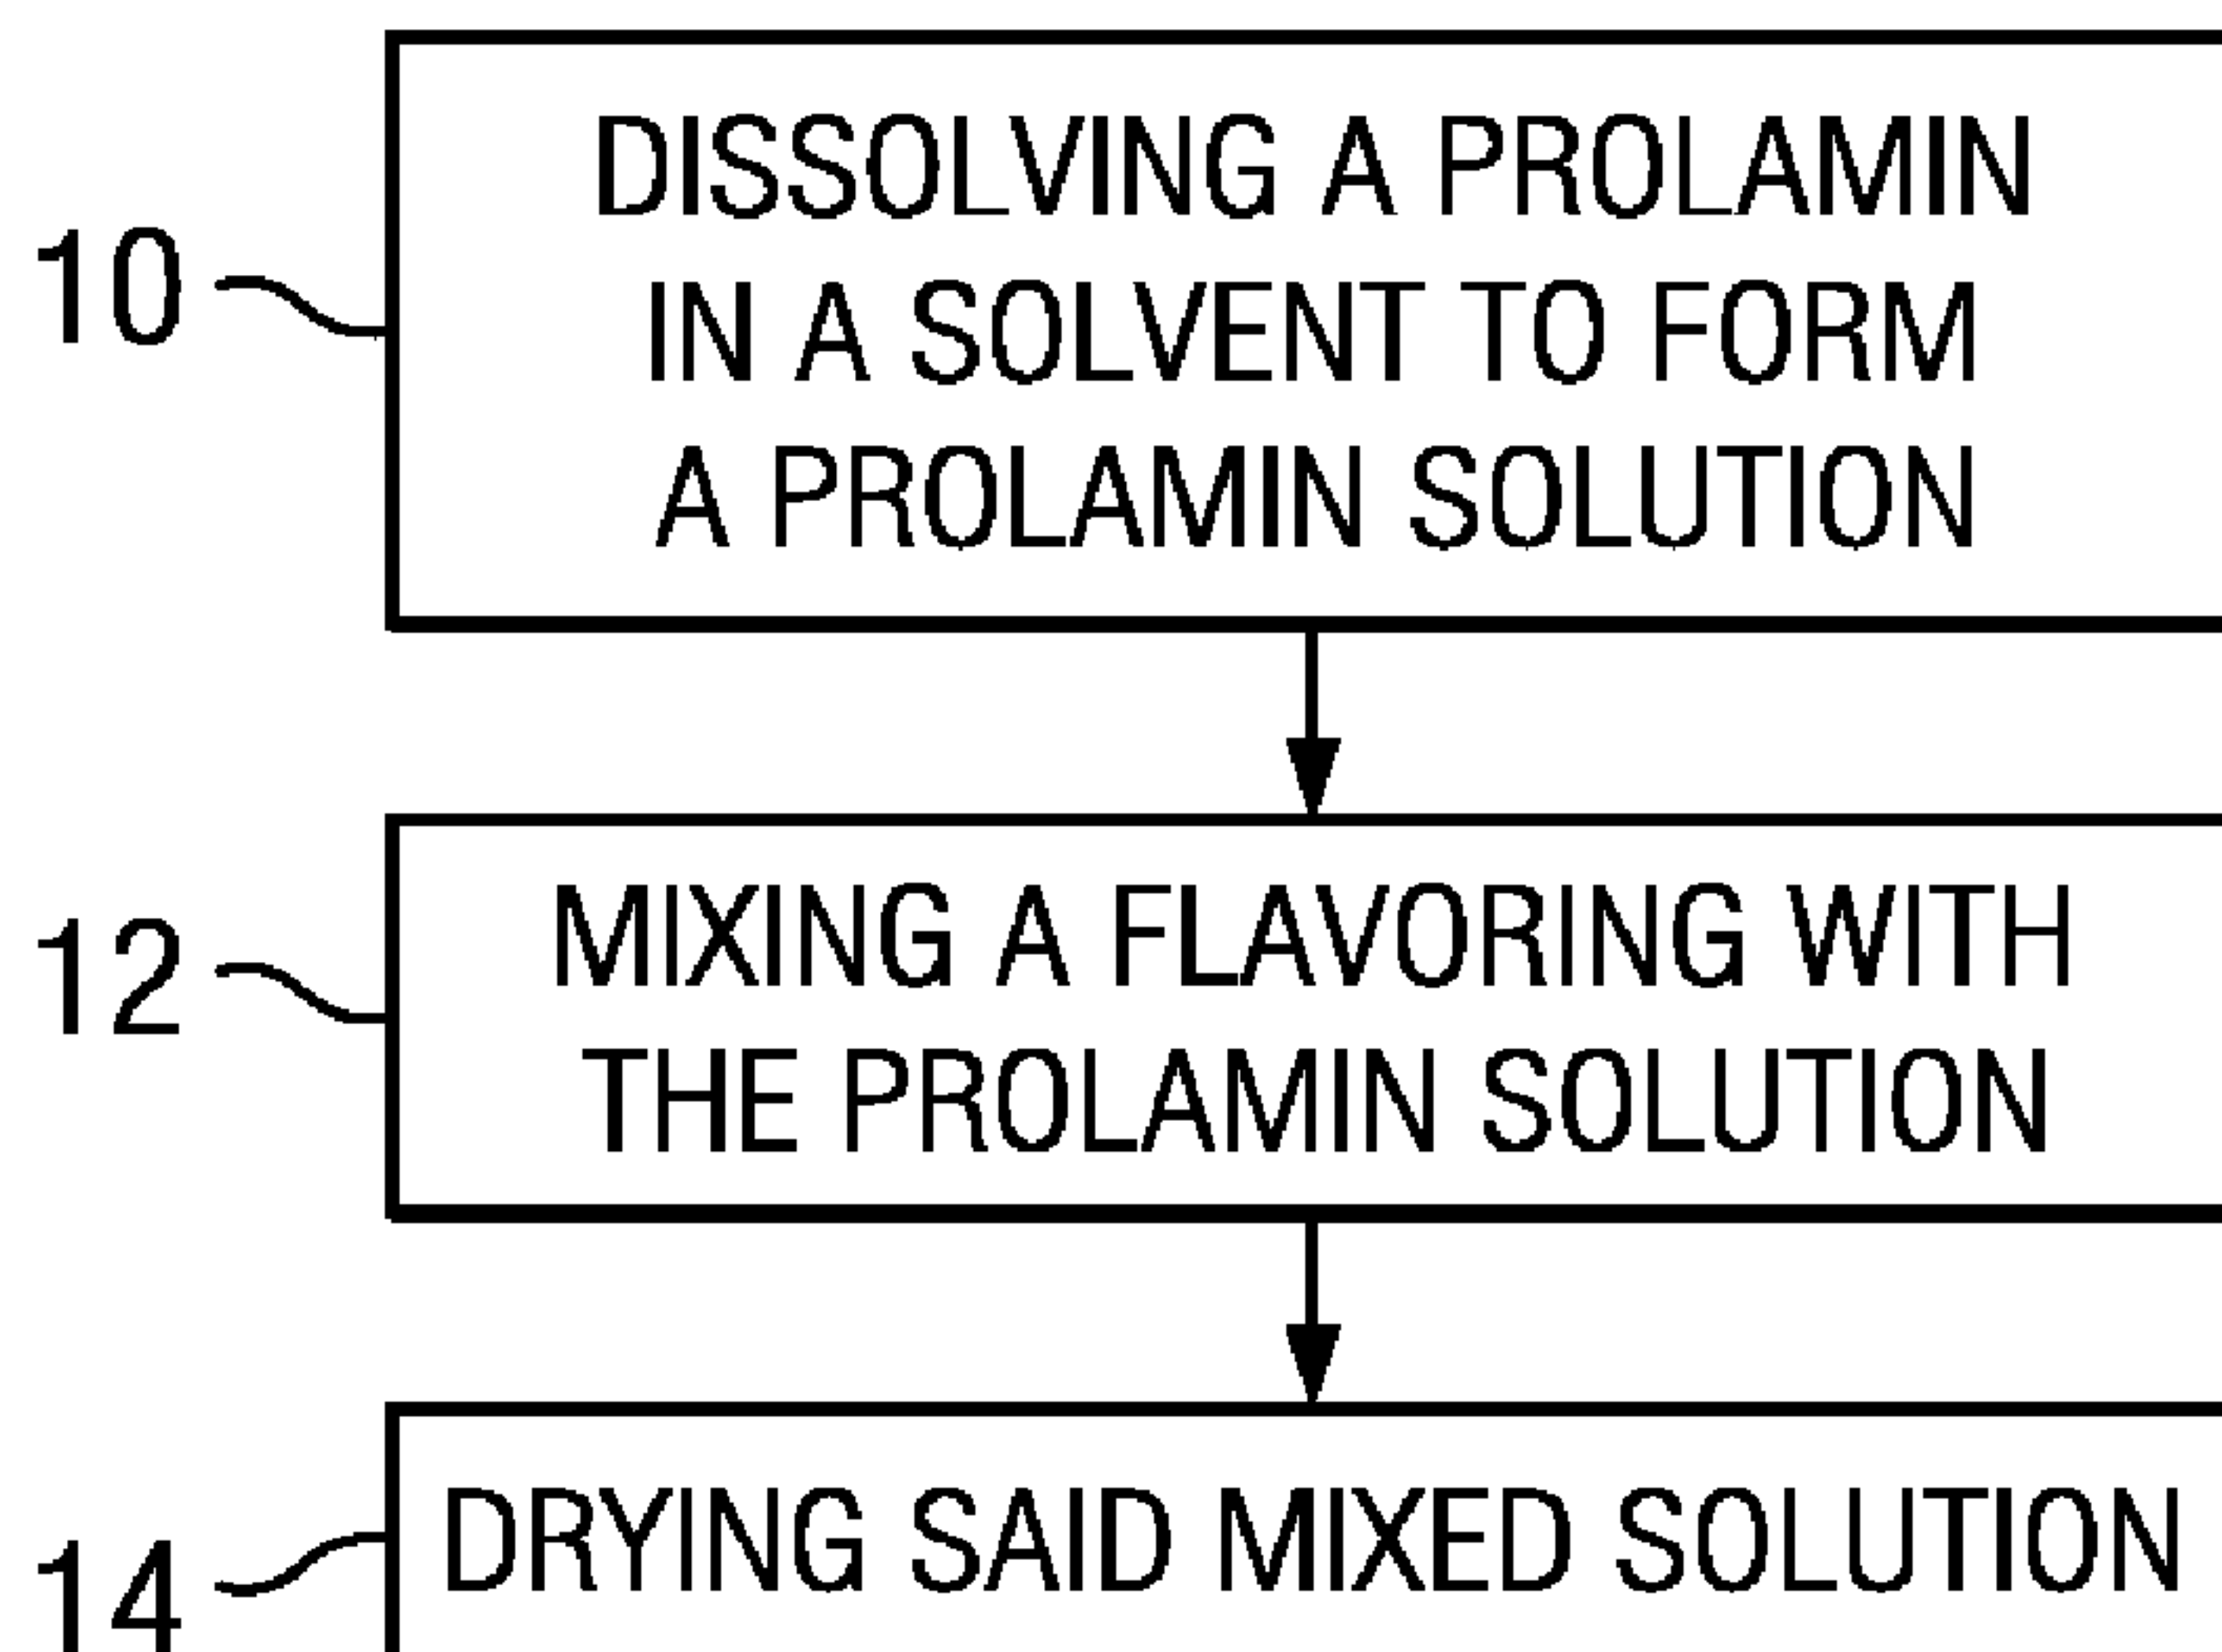 DISSOLVING A PROLAMIN
10
IN A SOLVENT TO FORM
A PROLAMIN SOLUTION
MIXING A FLAVORING WITH
12
THE PROLAMIN SOLUTION
DRYING SAID MIXED SOLUTION
14